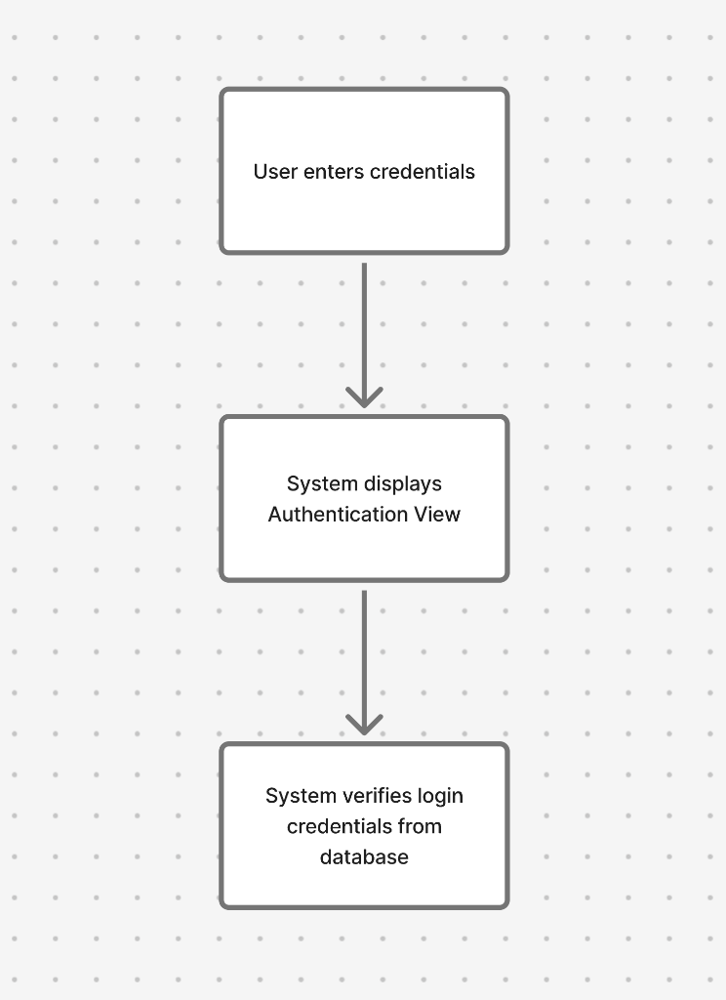 User enters credentials
System displays
Authentication View
System verifies login
credentials from
database